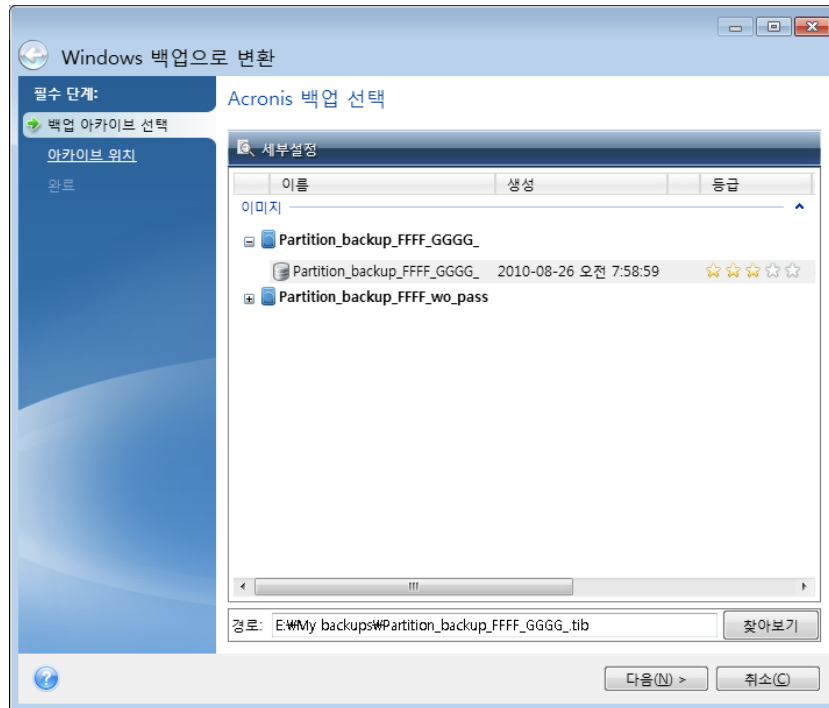 Windows 백업으로 변환
필수 단계:
백업 아카이브 선택
아카이브 위치
완료
Acronis 백업 선택
세부설정
이름 생성 등급
이미지
Partition_backup_FFFF_GGGG_
Partition_backup_FFFF_GGGG_ 2010-08-26 오전 7:58:59
Partition_backup_FFFF_wo_pass
경로: E:₩My backups₩Partition_backup_FFFF_GGGG_.tib 찾아보기
다음(N) > 취소(C)